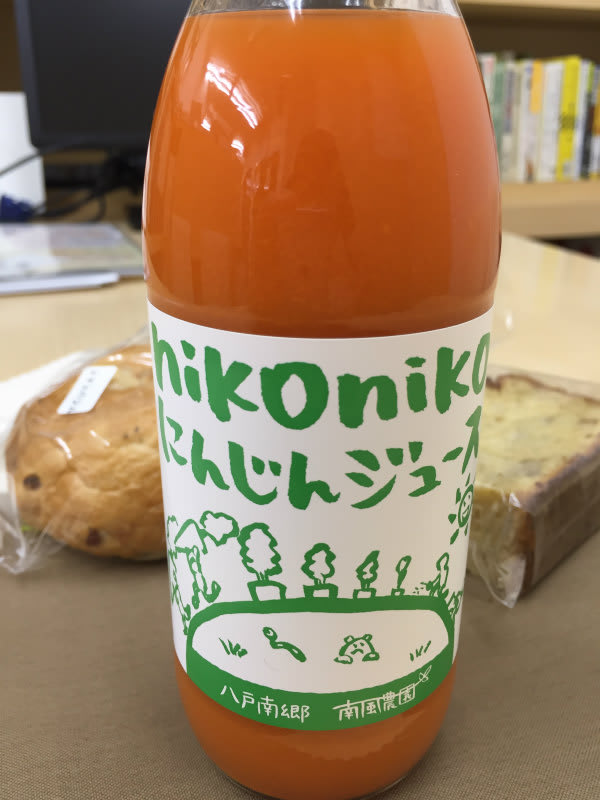 nikoniko
にんじんジュース
八戸南郷 南風農園